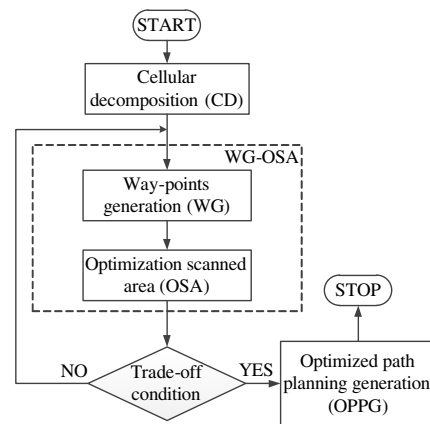 START
Cellular
decomposition (CD)
WG-OSA
Way-points
generation (WG)
Optimization scanned
area (OSA)
STOP
NO
Trade-off
condition
YES
Optimized path
planning generation
(OPPG)